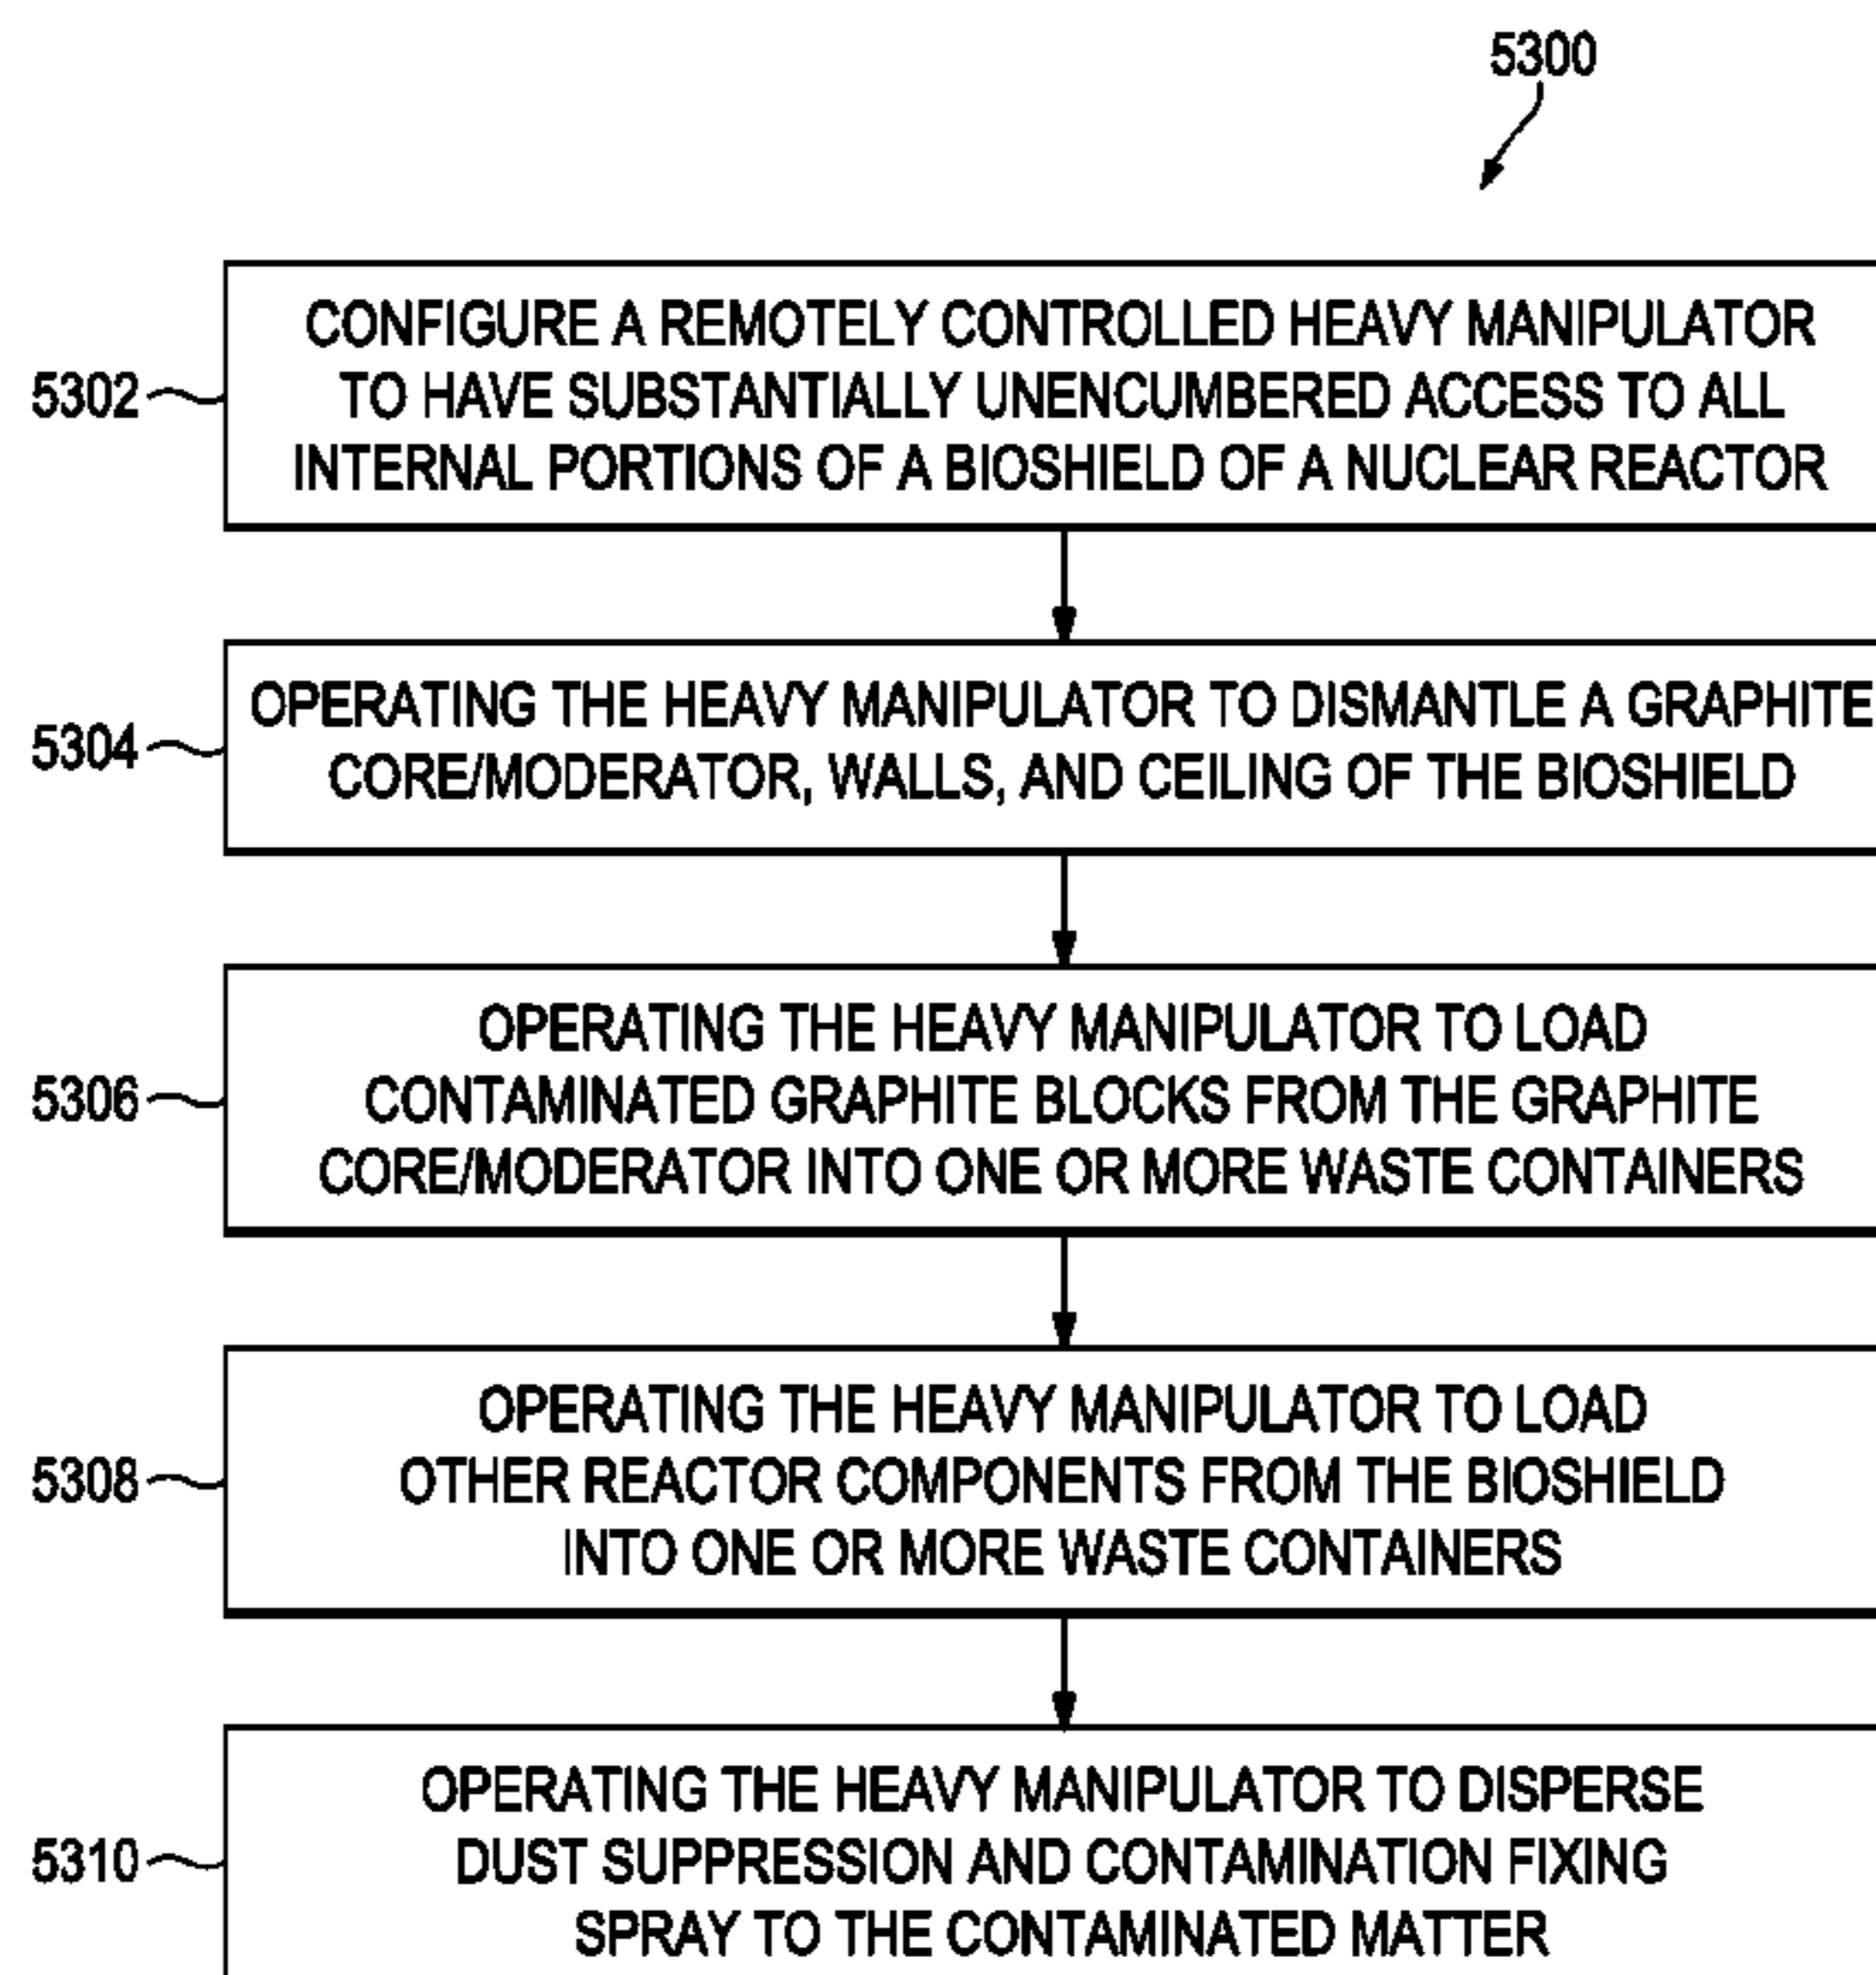 5300
CONFIGURE A REMOTELY CONTROLLED HEAVY MANIPULATOR
5302 TO HAVE SUBSTANTIALLY UNENCUMBERED ACCESS TO ALL
INTERNAL PORTIONS OF A BIOSHIELD OF A NUCLEAR REACTOR
OPERATING THE HEAVY MANIPULATOR TO DISMANTLE A GRAPHITE
5304 CORE/MODERATOR, WALLS, AND CEILING OF THE BIOSHIELD
OPERATING THE HEAVY MANIPULATOR TO LOAD
5306 CONTAMINATED GRAPHITE BLOCKS FROM THE GRAPHITE
CORE/MODERATOR INTO ONE OR MORE WASTE CONTAINERS
OPERATING THE HEAVY MANIPULATOR TO LOAD
5308 OTHER REACTOR COMPONENTS FROM THE BIOSHIELD
INTO ONE OR MORE WASTE CONTAINERS
OPERATING THE HEAVY MANIPULATOR TO DISPERSE
5310 DUST SUPPRESSION AND CONTAMINATION FIXING
SPRAY TO THE CONTAMINATED MATTER